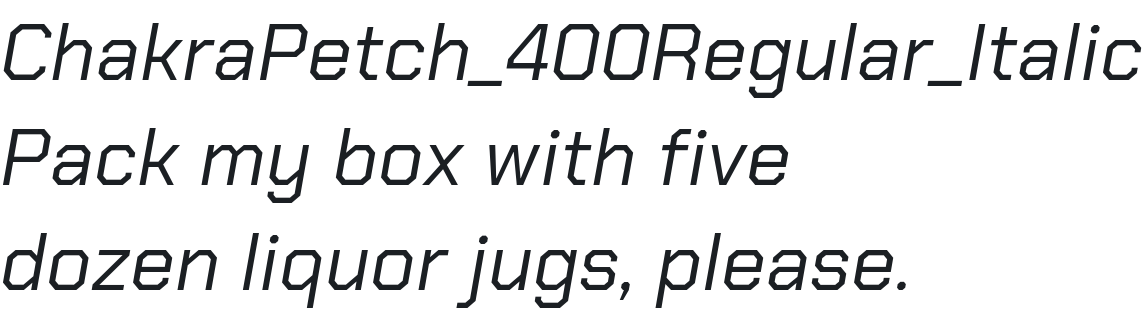 ChakraPetch_400Regular_Italic
Pack my box with five
dozen liquor jugs, please.